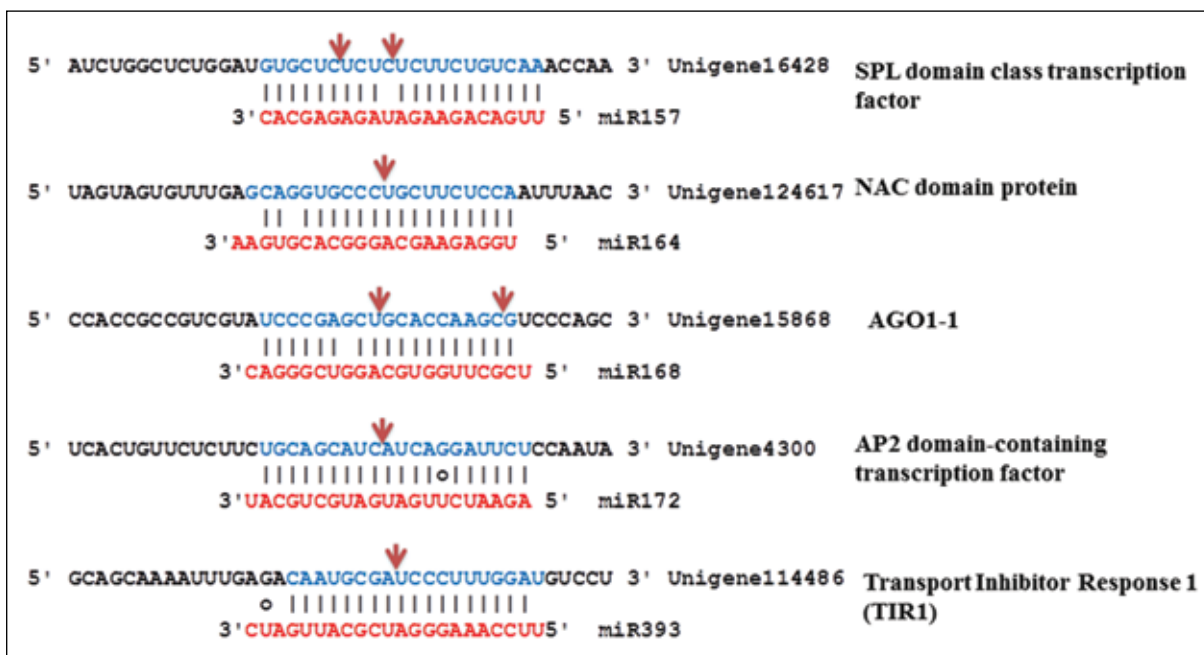 5' AUCUGGCUCUGGAUGUGCUCUCUCUCUUCUGUCAAACCAA 3' Unigene16428 SPL domain class transcription factor
||||||||| |||||||||||
3'CACGAGAGAUAGAAGACAGUU 5' miR157
5' UAGUAGUGUUUGAGCAGGUGCCCUGCUUCUCCAAUUUAAC 3' Unigene124617 NAC domain protein
|| ||||||||||||||||
3'AAGUGCACGGGACGAAGAGGU 5' miR164
5' CCACCGCCGUCGUAUCCCGAGCUGCACCAAGCGUCCCAGC 3' Unigene15868 AGO1-1
|||||| ||||||||||||
3'CAGGGCUGGACGUGGUUCGCU 5' miR168
5' UCACUGUUCUCUUCUGCAGCAUCAUCAGGAUUCUCCAAUA 3' Unigene4300 AP2 domain-containing transcription factor
|||||||||||||o||||||
3'UACGUCGUAGUAGUUCUAAGA 5' miR172
5' GCAGCAAAAUUUGAGACAAUGCGAUCCCUUUGGAUGUCCU 3' Unigene114486 Transport Inhibitor Response 1 (TIR1)
o ||||||||||||||||||
3'CUAGUUACGCUAGGGAAACCUU5' miR393